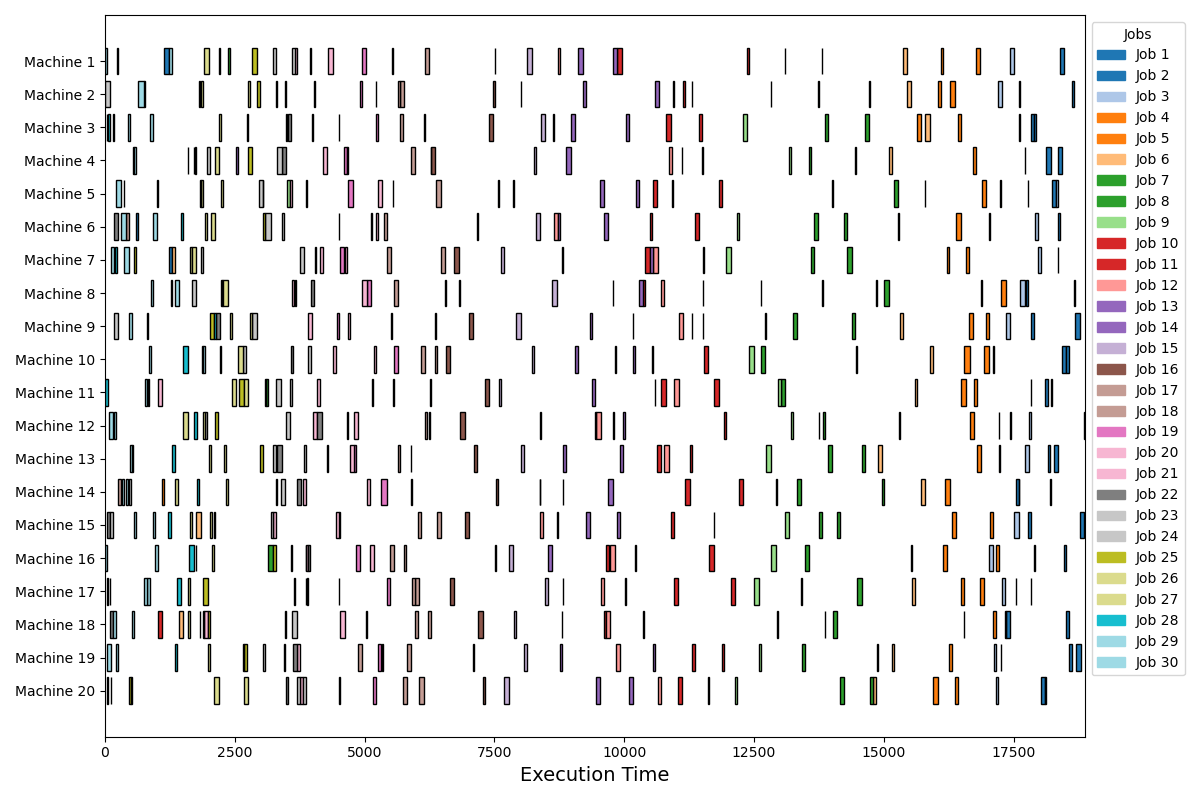 Machine 1
Machine 2
Machine 3
Machine 4
Machine 5
Machine 6
Machine 7
Machine 8
Machine 9
Machine 10
Machine 11
Machine 12
Machine 13
Machine 14
Machine 15
Machine 16
Machine 17
Machine 18
Machine 19
Machine 20
0 2500 5000 7500 10000 12500 15000 17500
Execution Time
Jobs
Job 1
Job 2
Job 3
Job 4
Job 5
Job 6
Job 7
Job 8
Job 9
Job 10
Job 11
Job 12
Job 13
Job 14
Job 15
Job 16
Job 17
Job 18
Job 19
Job 20
Job 21
Job 22
Job 23
Job 24
Job 25
Job 26
Job 27
Job 28
Job 29
Job 30